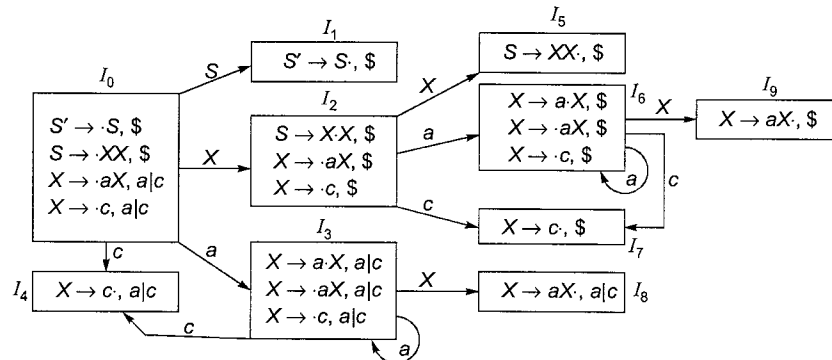 I5
I1
S → XX·, $
S' → S·, $
S
X
I0
I2
I6
I9
X → a·X, $
X → ·aX, $
X → ·c, $
X
X → aX·, $
S' → ·S, $
S → ·XX, $
X → ·aX, a|c
X → ·c, a|c
X
S → X·X, $
X → ·aX, $
X → ·c, $
a
a
c
c
X → c·, $
I7
c
a
I3
I4
X → c·, a|c
X → a·X, a|c
X → ·aX, a|c
X → ·c, a|c
X
X → aX·, a|c
I8
c
a